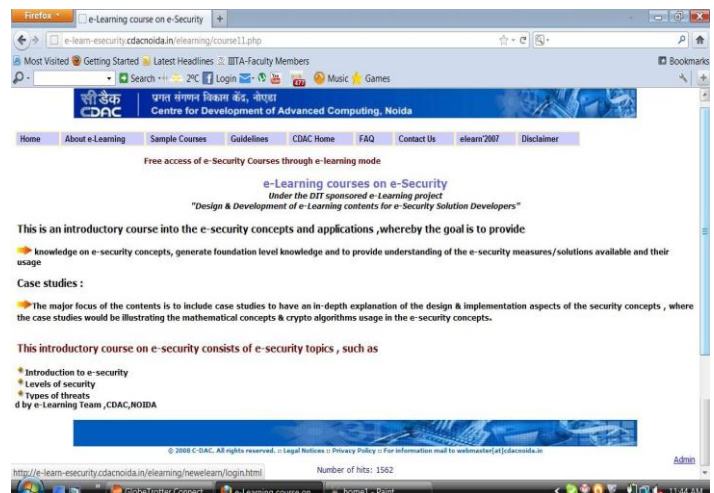 Firefox
e-Learning course on e-Security
e-learn-esecurity.cdacnoida.in/elearning/course11.php
Most Visited Getting Started Latest Headlines IIITA-Faculty Members Bookmarks
Search 2ºC Login Music Games
सी डैक प्रगत संगणन विकास केंद्र, नोएडा
CDAC Centre for Development of Advanced Computing, Noida
Home About e-Learning Sample Courses Guidelines CDAC Home FAQ Contact Us elearn'2007 Disclaimer
Free access of e-Security Courses through e-learning mode
e-Learning courses on e-Security
Under the DIT sponsored e-Learning project
"Design & Development of e-Learning contents for e-Security Solution Developers"
This is an introductory course into the e-security concepts and applications ,whereby the goal is to provide
knowledge on e-security concepts, generate foundation level knowledge and to provide understanding of the e-security measures/solutions available and their
usage
Case studies :
The major focus of the contents is to include case studies to have an in-depth explanation of the design & implementation aspects of the security concepts , where
the case studies would be illustrating the mathematical concepts & crypto algorithms usage in the e-security concepts.
This introductory course on e-security consists of e-security topics , such as
Introduction to e-security
Levels of security
Types of threats
d by e-Learning Team ,CDAC,NOIDA
© 2008 C-DAC. All rights reserved. :: Legal Notices :: Privacy Policy :: For information mail to webmaster[at]cdacnoida.in
Admin
http://e-learn-esecurity.cdacnoida.in/elearning/newelearn/login.html Number of hits: 1562
GlobeTrotter Connect e-Learning course on home1 - Paint 11:44 AM